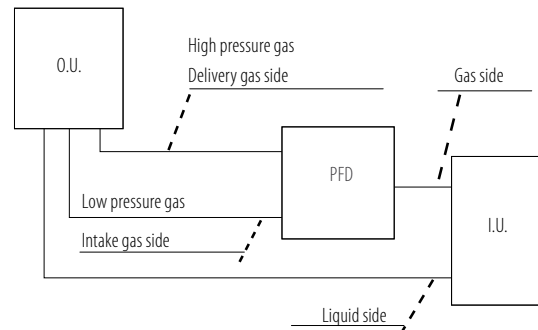 O.U.
High pressure gas
Delivery gas side
Gas side
PFD
Low pressure gas
I.U.
Intake gas side
Liquid side